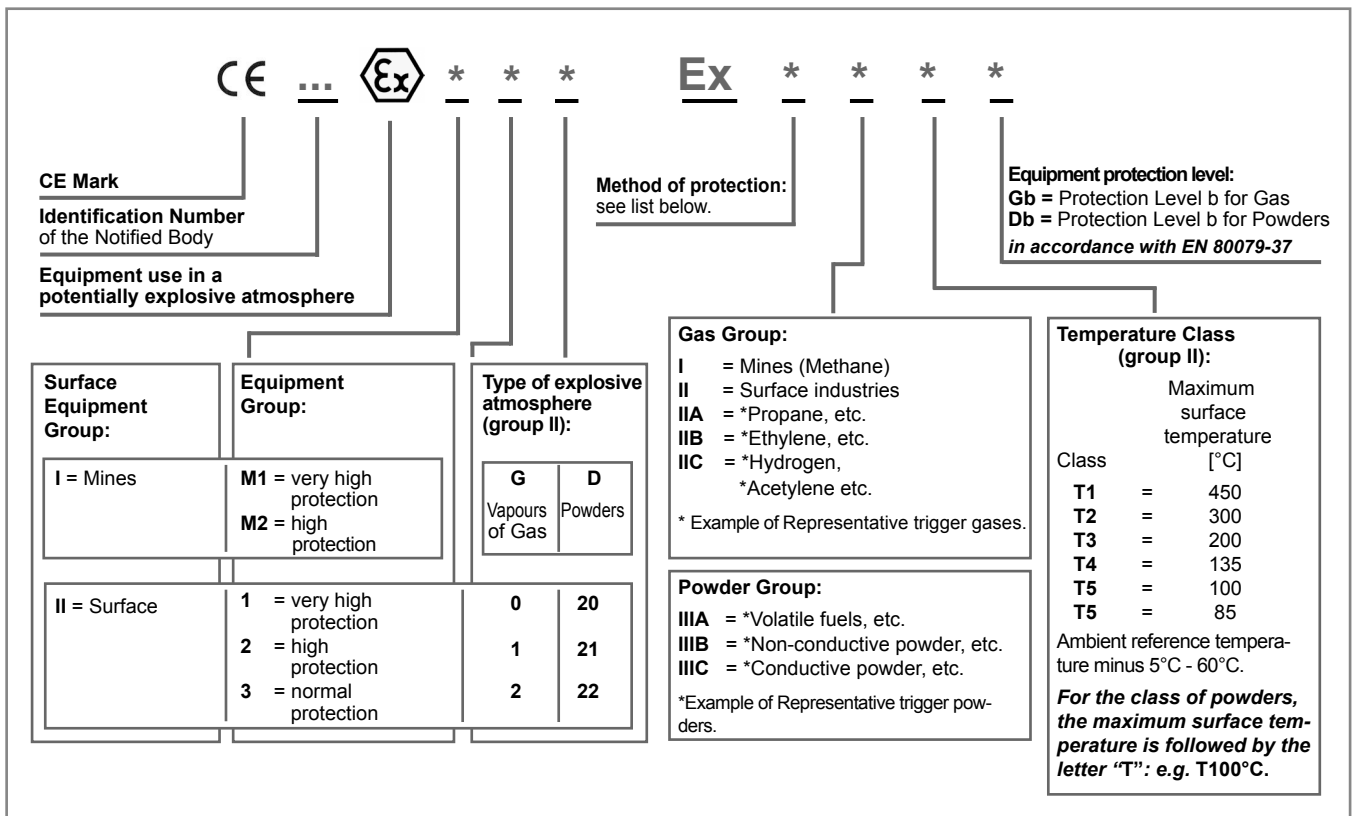 CE ... Ex * * * Ex * * * *
CE Mark
Identification Number
of the Notified Body
Equipment use in a
potentially explosive atmosphere
Method of protection:
see list below.
Equipment protection level:
Gb = Protection Level b for Gas
Db = Protection Level b for Powders
in accordance with EN 80079-37
Surface
Equipment
Group:
Equipment
Group:
Type of explosive
atmosphere
(group II):
I = Mines
M1 = very high
protection
M2 = high
protection
G D
Vapours Powders
of Gas
II = Surface
1 = very high 0 20
protection
2 = high 1 21
protection
3 = normal 2 22
protection
Gas Group:
I = Mines (Methane)
II = Surface industries
IIA = *Propane, etc.
IIB = *Ethylene, etc.
IIC = *Hydrogen,
*Acetylene etc.
* Example of Representative trigger gases.
Powder Group:
IIIA = *Volatile fuels, etc.
IIIB = *Non-conductive powder, etc.
IIIC = *Conductive powder, etc.
*Example of Representative trigger pow-
ders.
Temperature Class
(group II):
Maximum
surface
temperature
Class [°C]
T1 = 450
T2 = 300
T3 = 200
T4 = 135
T5 = 100
T5 = 85
Ambient reference tempera-
ture minus 5°C - 60°C.
For the class of powders,
the maximum surface tem-
perature is followed by the
letter “T”: e.g. T100°C.